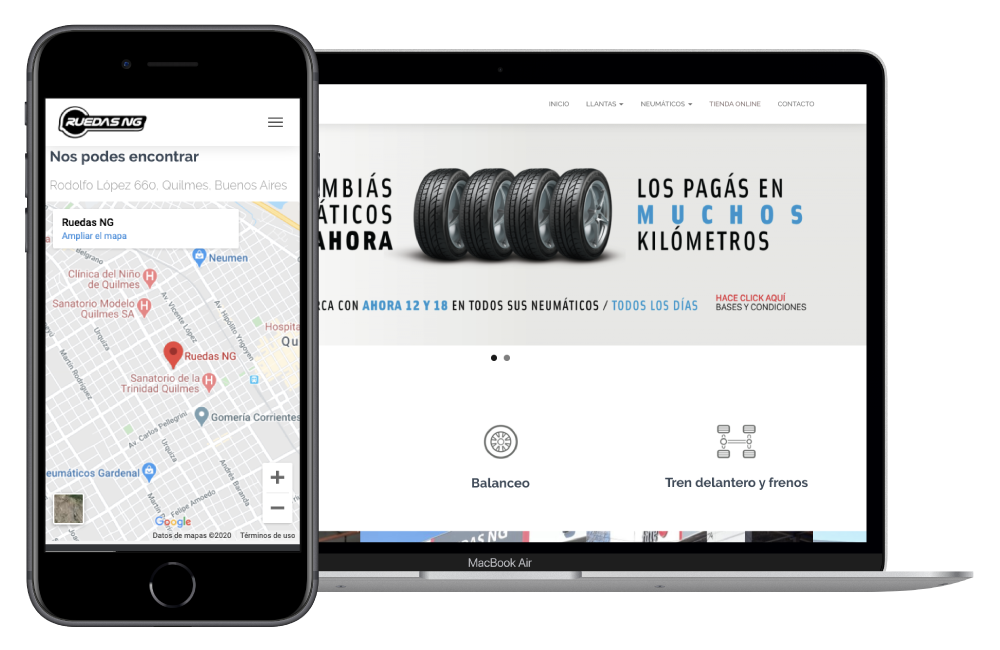 RUEDAS NG
Nos podes encontrar
Rodolfo López 660, Quilmes. Buenos Aires
Ruedas NG
Ampliar el mapa
Belgrano
Neumen
Clínica del Niño
de Quilmes
Sanatorio Modelo
Quilmes SA
Av. Vicente López
Av. Hipólito Yrigoyen
Urquiza
Hospita
Qu
Martín Rodríguez
Ruedas NG
Sanatorio de la
Trinidad Quilmes
Gomería Corrientes
Av. Carlos Pellegrini
Urquiza
eumáticos Gardenal
Andrés Baranda
Felipe Amoedo
Google
Datos de mapas ©2020 Términos de uso
INICIO LLANTAS NEUMÁTICOS TIENDA ONLINE CONTACTO
MBIÁS
ÁTICOS
AHORA
LOS PAGÁS EN
MUCHOS
KILÓMETROS
RCA CON AHORA 12 Y 18 EN TODOS SUS NEUMÁTICOS / TODOS LOS DÍAS
HACE CLICK AQUÍ
BASES Y CONDICIONES
Balanceo
Tren delantero y frenos
MacBook Air